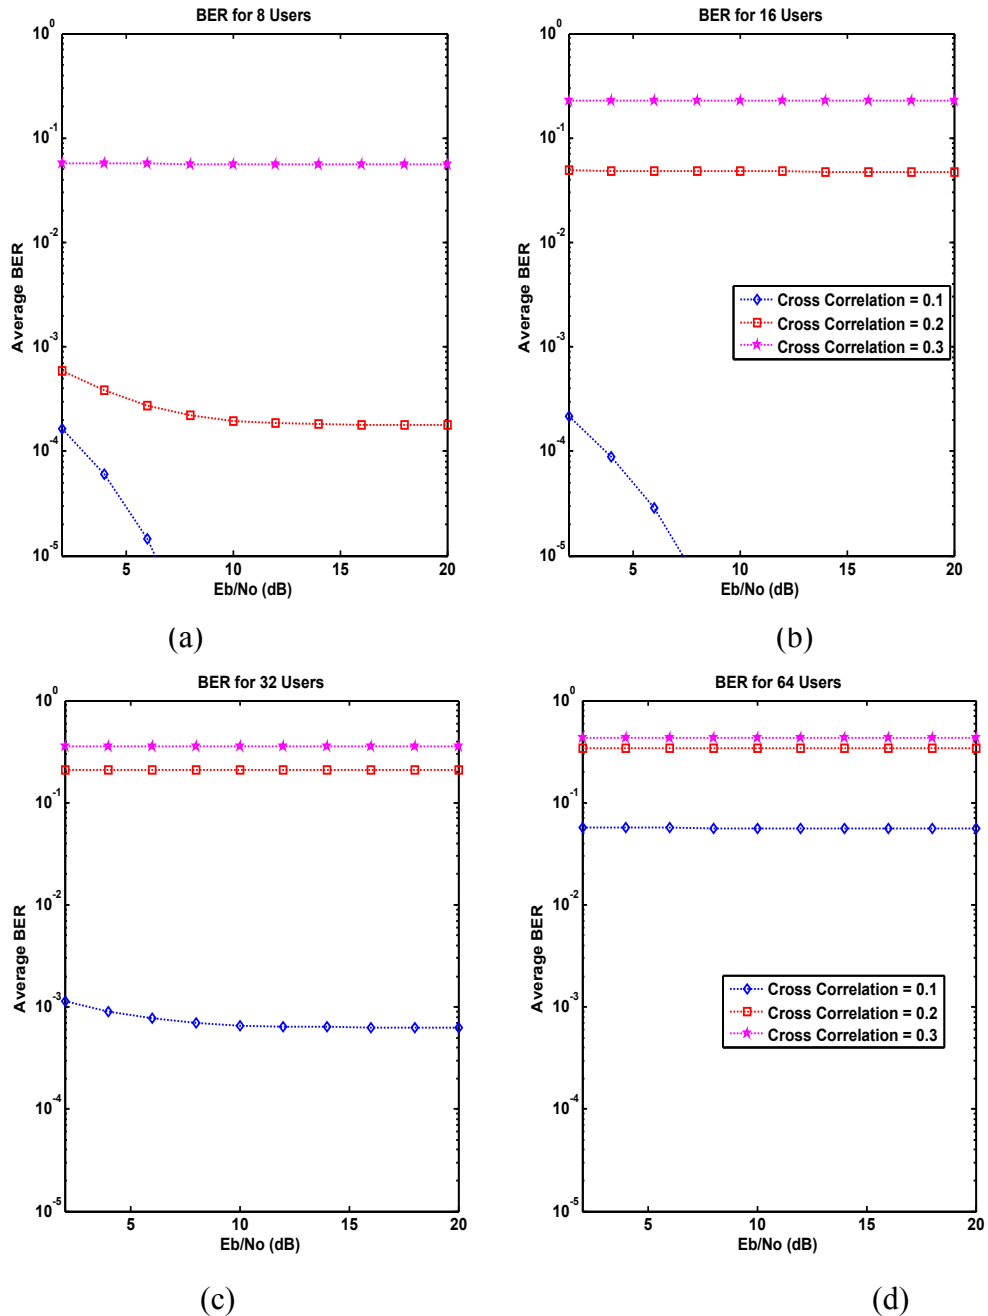 BER for 8 Users
10^0
10^-1
10^-2
10^-3
10^-4
10^-5
Average BER
5 10 15 20
Eb/No (dB)
(a)
BER for 16 Users
10^0
10^-1
10^-2
10^-3
10^-4
10^-5
Average BER
Cross Correlation = 0.1
Cross Correlation = 0.2
Cross Correlation = 0.3
5 10 15 20
Eb/No (dB)
(b)
BER for 32 Users
10^0
10^-1
10^-2
10^-3
10^-4
10^-5
Average BER
5 10 15 20
Eb/No (dB)
(c)
BER for 64 Users
10^0
10^-1
10^-2
10^-3
10^-4
10^-5
Average BER
Cross Correlation = 0.1
Cross Correlation = 0.2
Cross Correlation = 0.3
5 10 15 20
Eb/No (dB)
(d)